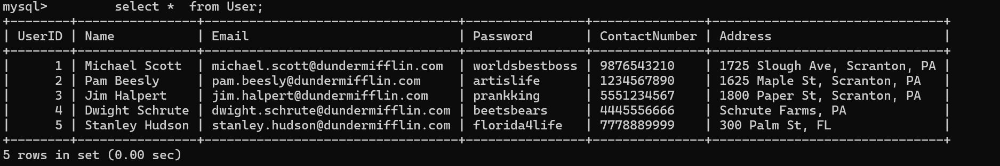 mysql>         select *  from User;
+--------+----------------+----------------------------------+----------------+---------------+------------------------------+
| UserID | Name           | Email                            | Password       | ContactNumber | Address                      |
+--------+----------------+----------------------------------+----------------+---------------+------------------------------+
|      1 | Michael Scott  | michael.scott@dundermifflin.com  | worldsbestboss | 9876543210    | 1725 Slough Ave, Scranton, PA |
|      2 | Pam Beesly     | pam.beesly@dundermifflin.com     | artislife      | 1234567890    | 1625 Maple St, Scranton, PA   |
|      3 | Jim Halpert    | jim.halpert@dundermifflin.com    | prankking      | 5551234567    | 1800 Paper St, Scranton, PA   |
|      4 | Dwight Schrute | dwight.schrute@dundermifflin.com | beetsbears     | 4445556666    | Schrute Farms, PA             |
|      5 | Stanley Hudson | stanley.hudson@dundermifflin.com | florida4life   | 7778889999    | 300 Palm St, FL               |
+--------+----------------+----------------------------------+----------------+---------------+------------------------------+
5 rows in set (0.00 sec)